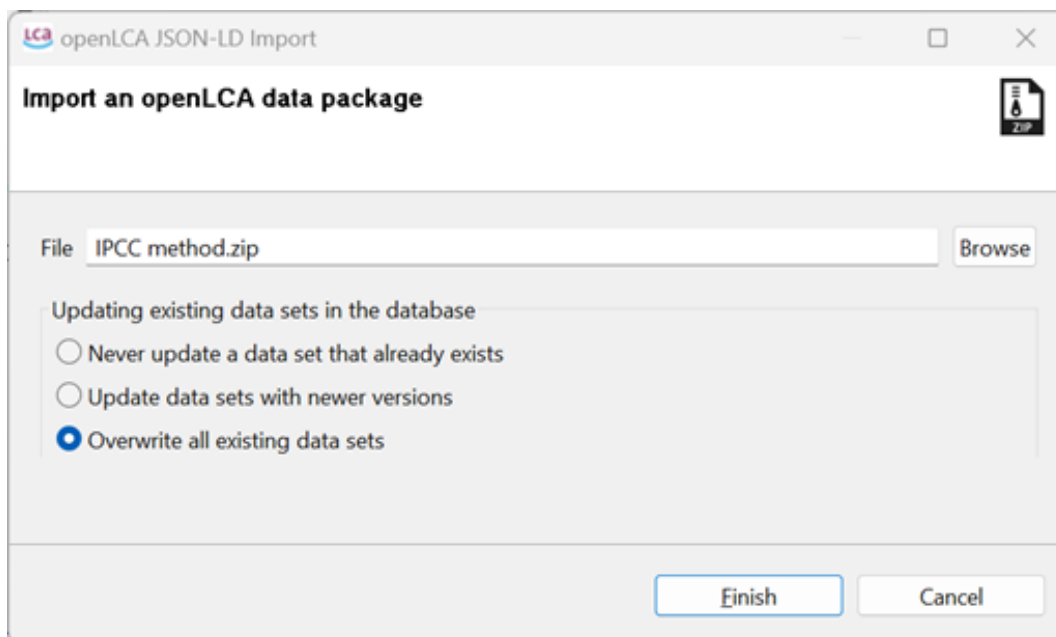 lca openLCA JSON-LD Import
Import an openLCA data package
ZIP
File IPCC method.zip Browse
Updating existing data sets in the database
Never update a data set that already exists
Update data sets with newer versions
Overwrite all existing data sets
Finish Cancel